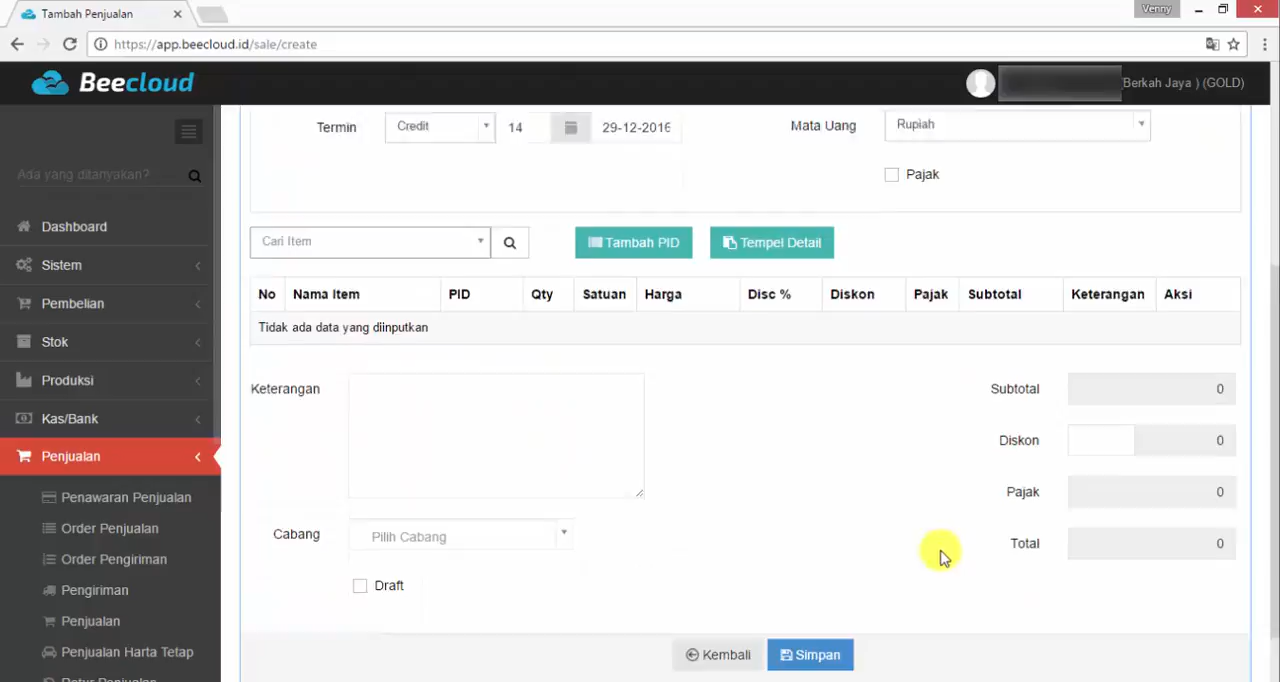 Tambah Penjualan
Venny
https://app.beecloud.id/sale/create
Beecloud
(Berkah Jaya ) (GOLD)
Termin Credit 14 29-12-2016 Mata Uang Rupiah
Pajak
Ada yang ditanyakan?
Cari Item Tambah PID Tempel Detail
Dashboard
Sistem
Pembelian
Stok
Produksi
Kas/Bank
Penjualan
Penawaran Penjualan
Order Penjualan
Order Pengiriman
Pengiriman
Penjualan
Penjualan Harta Tetap
Retur Penjualan
No Nama Item PID Qty Satuan Harga Disc % Diskon Pajak Subtotal Keterangan Aksi
Tidak ada data yang diinputkan
Keterangan
Subtotal 0
Diskon 0
Pajak 0
Total 0
Cabang Pilih Cabang
Draft
Kembali Simpan